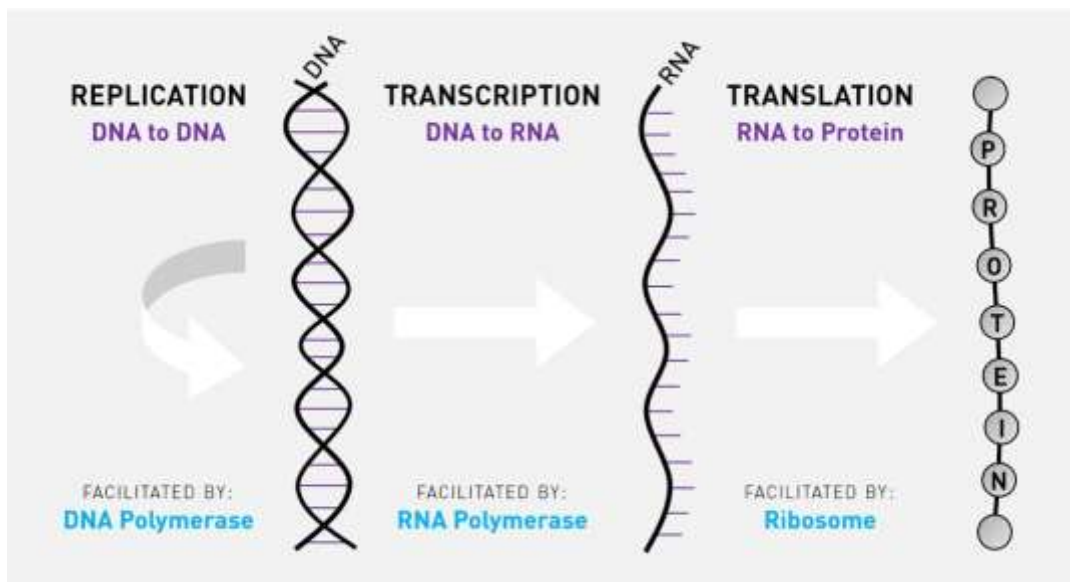 REPLICATION
DNA to DNA
FACILITATED BY:
DNA Polymerase
DNA
TRANSCRIPTION
DNA to RNA
FACILITATED BY:
RNA Polymerase
RNA
TRANSLATION
RNA to Protein
FACILITATED BY:
Ribosome
PROTEIN